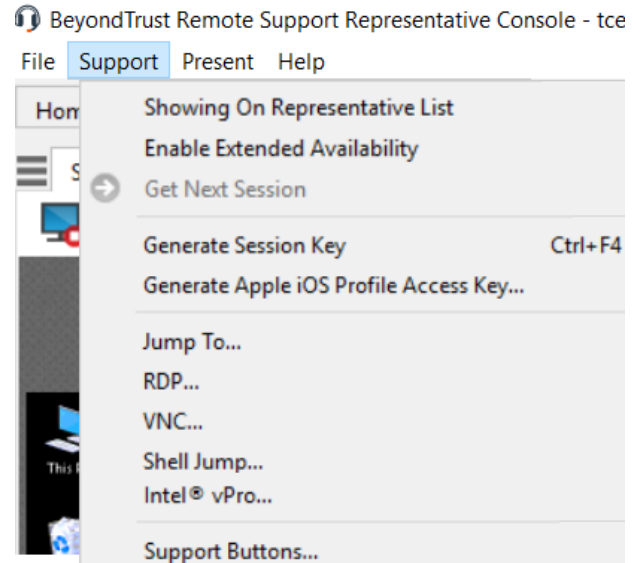 BeyondTrust Remote Support Representative Console - tce
File Support Present Help
Hom
Showing On Representative List
Enable Extended Availability
S
Get Next Session
Generate Session Key Ctrl+F4
Generate Apple iOS Profile Access Key...
Jump To...
RDP...
VNC...
This
Shell Jump...
Intel® vPro...
Support Buttons...